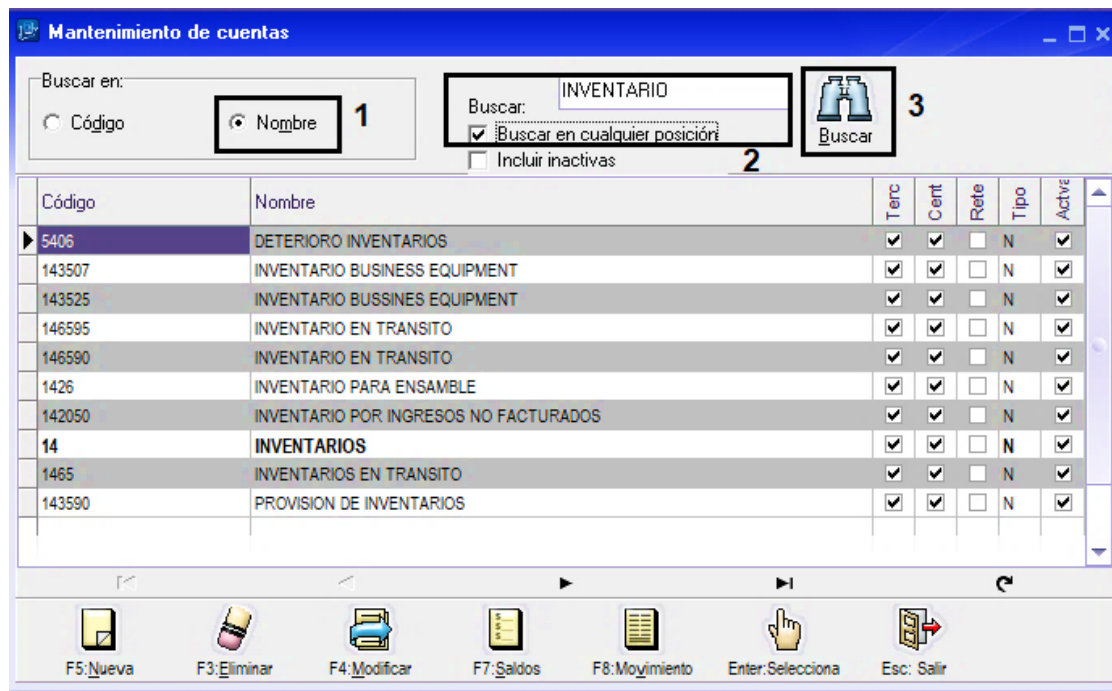 Mantenimiento de cuentas
Buscar en:
Código
Nombre
1
Buscar:
INVENTARIO
Buscar en cualquier posición
Incluir inactivas
2
Buscar
3
Código Nombre Terc Cent Rete Tipo Actva
5406 DETERIORO INVENTARIOS N
143507 INVENTARIO BUSINESS EQUIPMENT N
143525 INVENTARIO BUSSINES EQUIPMENT N
146595 INVENTARIO EN TRANSITO N
146590 INVENTARIO EN TRANSITO N
1426 INVENTARIO PARA ENSAMBLE N
142050 INVENTARIO POR INGRESOS NO FACTURADOS N
14 INVENTARIOS N
1465 INVENTARIOS EN TRANSITO N
143590 PROVISION DE INVENTARIOS N
F5:Nueva F3:Eliminar F4:Modificar F7:Saldos F8:Movimiento Enter:Selecciona Esc: Salir